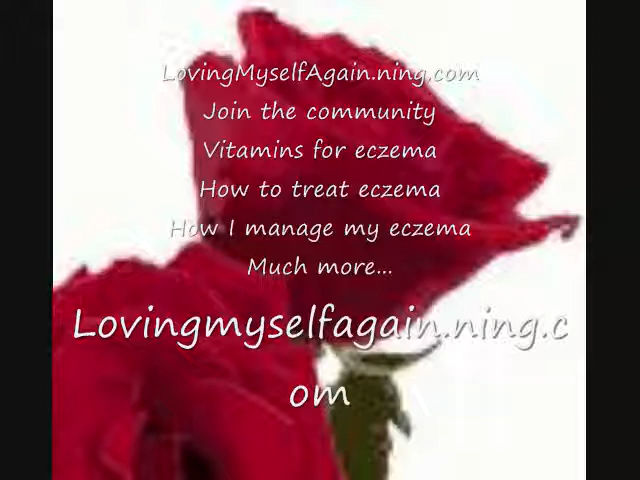 LovingMyselfAgain.ning.com
Join the community
Vitamins for eczema
How to treat eczema
How I manage my eczema
Much more...
Lovingmyselfagain.ning.c
om